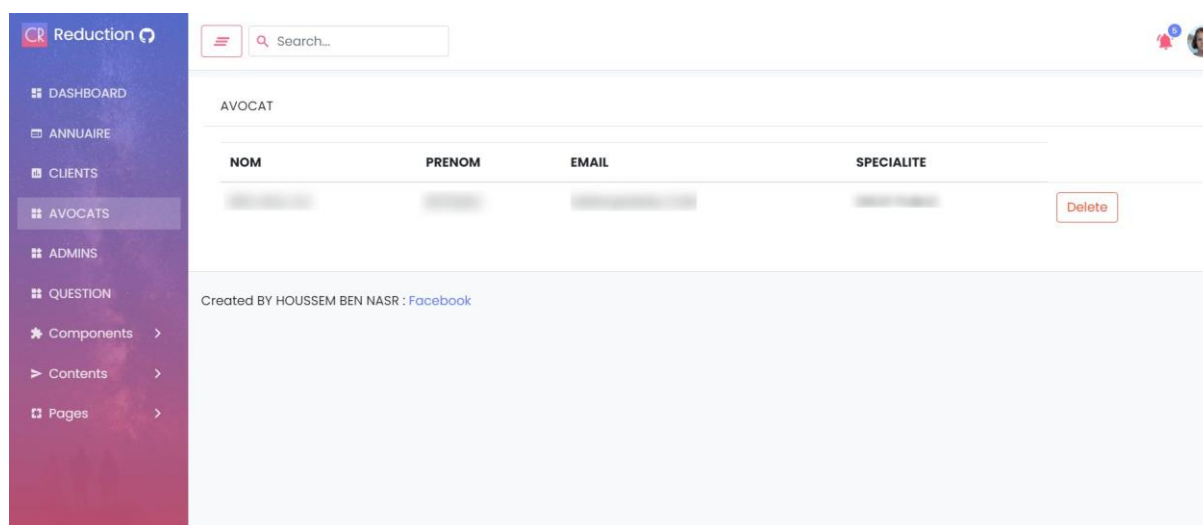 CR Reduction
Search...
5
DASHBOARD
ANNUAIRE
CLIENTS
AVOCATS
ADMINS
QUESTION
Components
Contents
Pages
AVOCAT
NOM PRENOM EMAIL SPECIALITE
Delete
Created BY HOUSSEM BEN NASR : Facebook